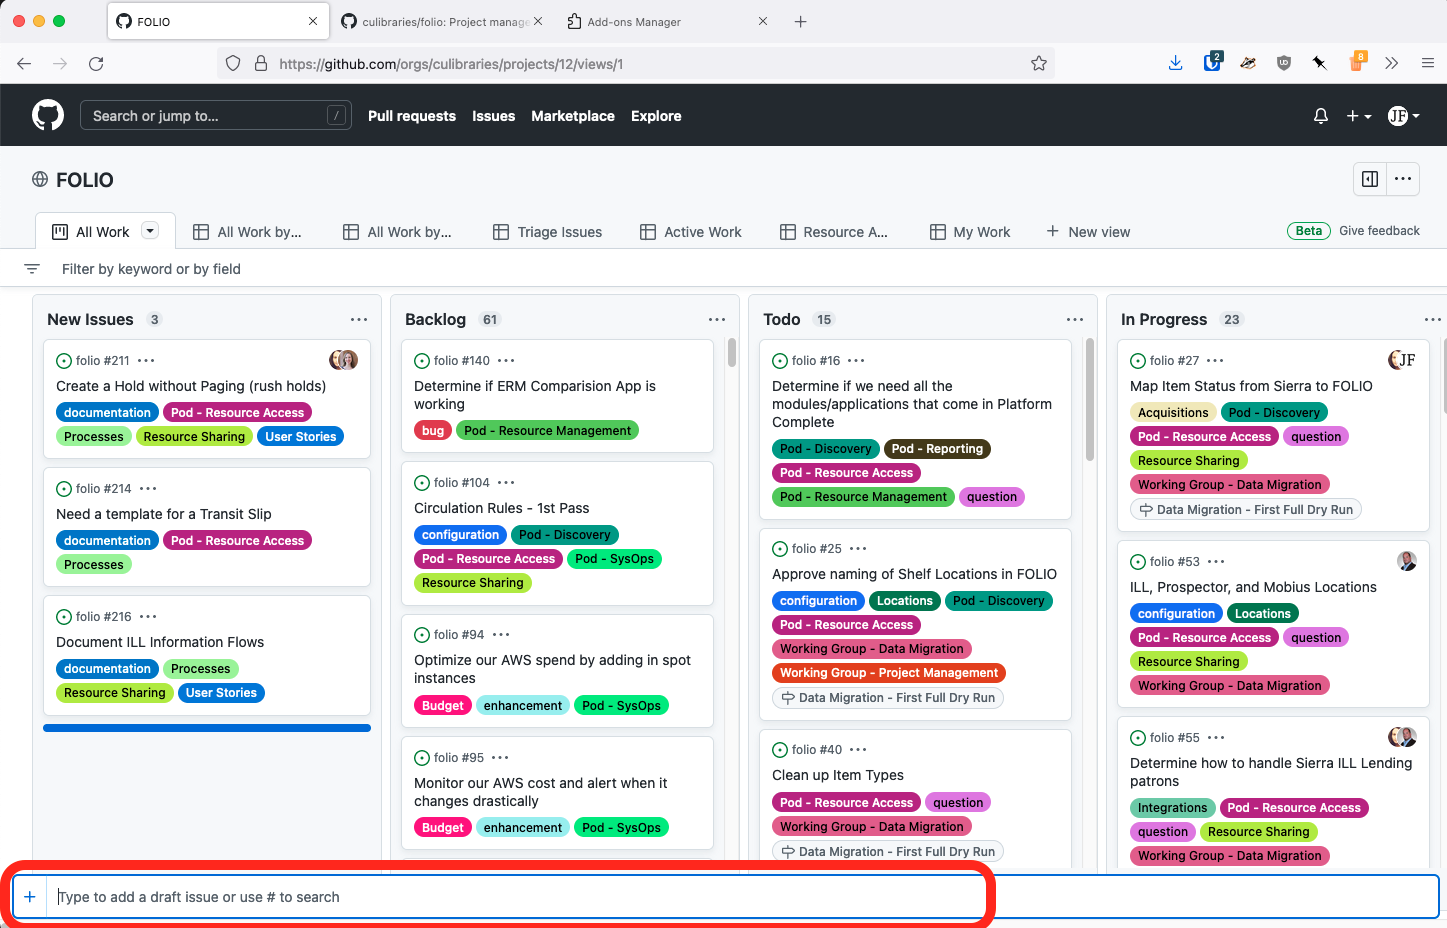 FOLIO
culibraries/folio: Project manage
Add-ons Manager
https://github.com/orgs/culibraries/projects/12/views/1
2
8
Search or jump to...
/
Pull requests
Issues
Marketplace
Explore
JF
FOLIO
All Work
All Work by...
All Work by...
Triage Issues
Active Work
Resource A...
My Work
New view
Beta
Give feedback
Filter by keyword or by field
New Issues 3
folio #211
Create a Hold without Paging (rush holds)
documentation Pod - Resource Access
Processes Resource Sharing User Stories
folio #214
Need a template for a Transit Slip
documentation Pod - Resource Access
Processes
folio #216
Document ILL Information Flows
documentation Processes
Resource Sharing User Stories
Backlog 61
folio #140
Determine if ERM Comparision App is
working
bug Pod - Resource Management
folio #104
Circulation Rules - 1st Pass
configuration Pod - Discovery
Pod - Resource Access Pod - SysOps
Resource Sharing
folio #94
Optimize our AWS spend by adding in spot
instances
Budget enhancement Pod - SysOps
folio #95
Monitor our AWS cost and alert when it
changes drastically
Budget enhancement Pod - SysOps
Todo 15
folio #16
Determine if we need all the
modules/applications that come in Platform
Complete
Pod - Discovery Pod - Reporting
Pod - Resource Access
Pod - Resource Management question
folio #25
Approve naming of Shelf Locations in FOLIO
configuration Locations Pod - Discovery
Pod - Resource Access
Working Group - Data Migration
Working Group - Project Management
Data Migration - First Full Dry Run
folio #40
Clean up Item Types
Pod - Resource Access question
Working Group - Data Migration
Data Migration - First Full Dry Run
In Progress 23
folio #27
JF
Map Item Status from Sierra to FOLIO
Acquisitions Pod - Discovery
Pod - Resource Access question
Resource Sharing
Working Group - Data Migration
Data Migration - First Full Dry Run
folio #53
ILL, Prospector, and Mobius Locations
configuration Locations
Pod - Resource Access question
Resource Sharing
Working Group - Data Migration
folio #55
Determine how to handle Sierra ILL Lending
patrons
Integrations Pod - Resource Access
question Resource Sharing
Working Group - Data Migration
Type to add a draft issue or use # to search